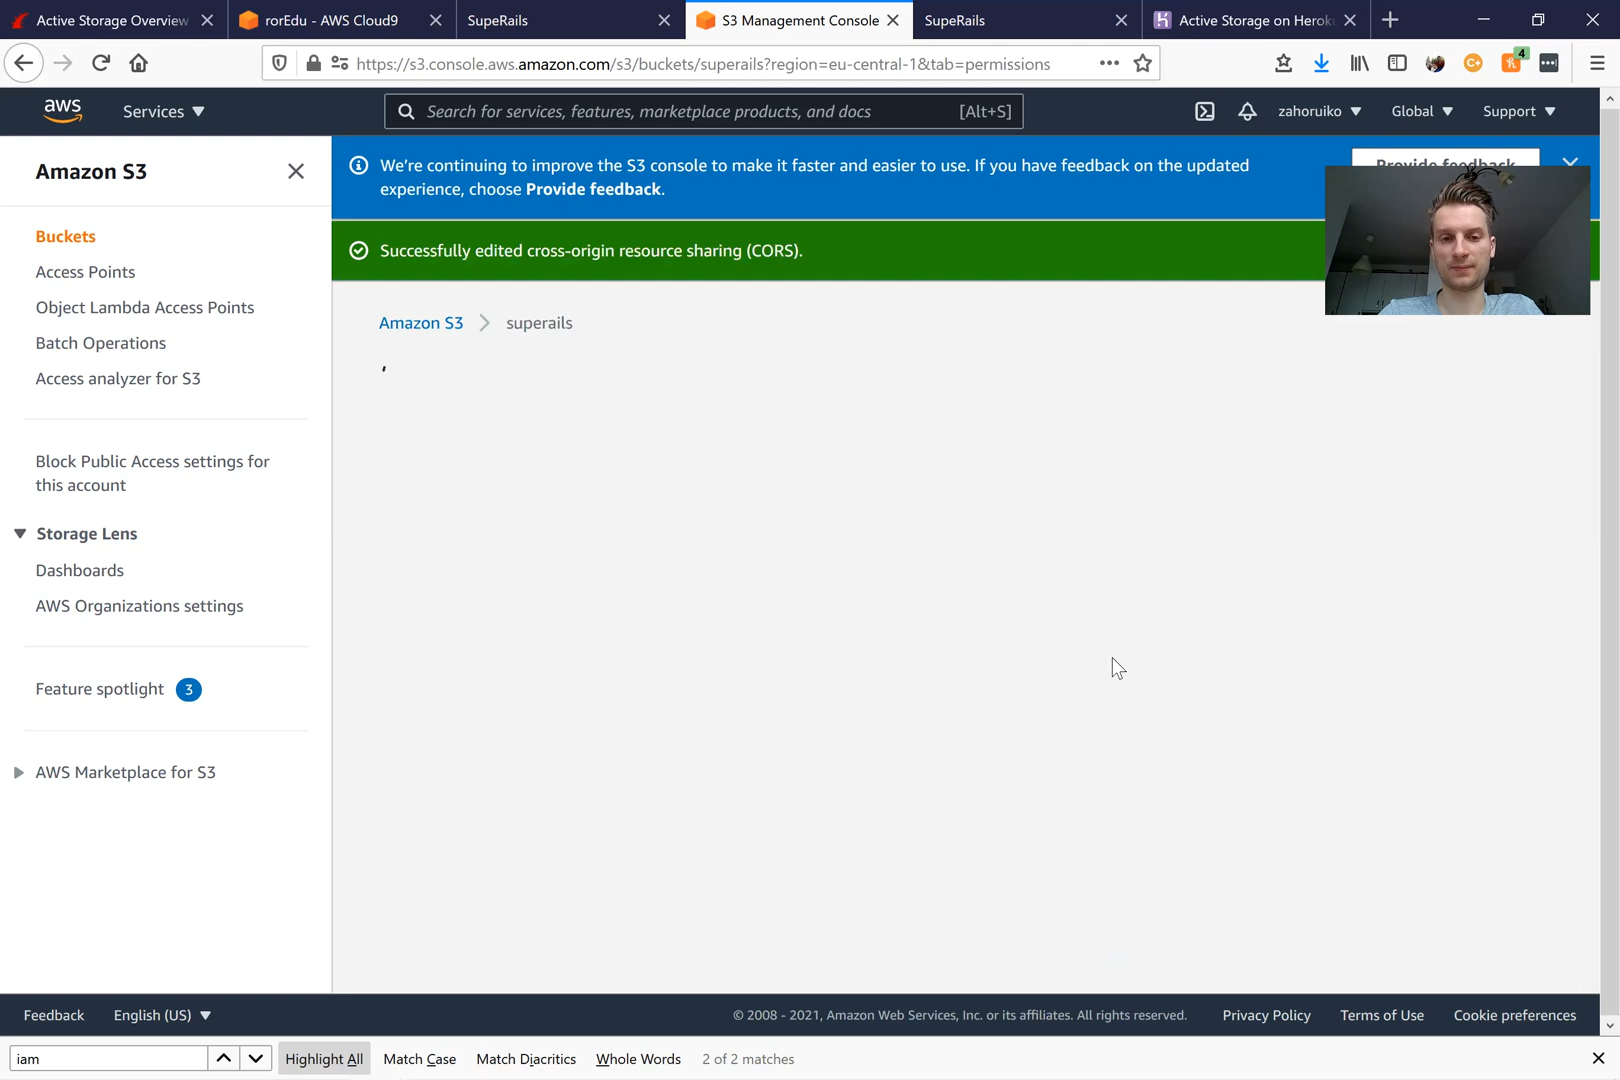 Active Storage Overview
rorEdu - AWS Cloud9
SupeRails
S3 Management Console
SupeRails
Active Storage on Heroku
https://s3.console.aws.amazon.com/s3/buckets/superails?region=eu-central-1&tab=permissions
4
aws
Services
Search for services, features, marketplace products, and docs
[Alt+S]
zahoruiko
Global
Support
Amazon S3
Buckets
Access Points
Object Lambda Access Points
Batch Operations
Access analyzer for S3
Block Public Access settings for
this account
Storage Lens
Dashboards
AWS Organizations settings
Feature spotlight 3
AWS Marketplace for S3
We're continuing to improve the S3 console to make it faster and easier to use. If you have feedback on the updated
experience, choose Provide feedback.
Provide feedback
Successfully edited cross-origin resource sharing (CORS).
Amazon S3
superails
Feedback
English (US)
© 2008 - 2021, Amazon Web Services, Inc. or its affiliates. All rights reserved.
Privacy Policy
Terms of Use
Cookie preferences
iam
Highlight All
Match Case
Match Diacritics
Whole Words
2 of 2 matches